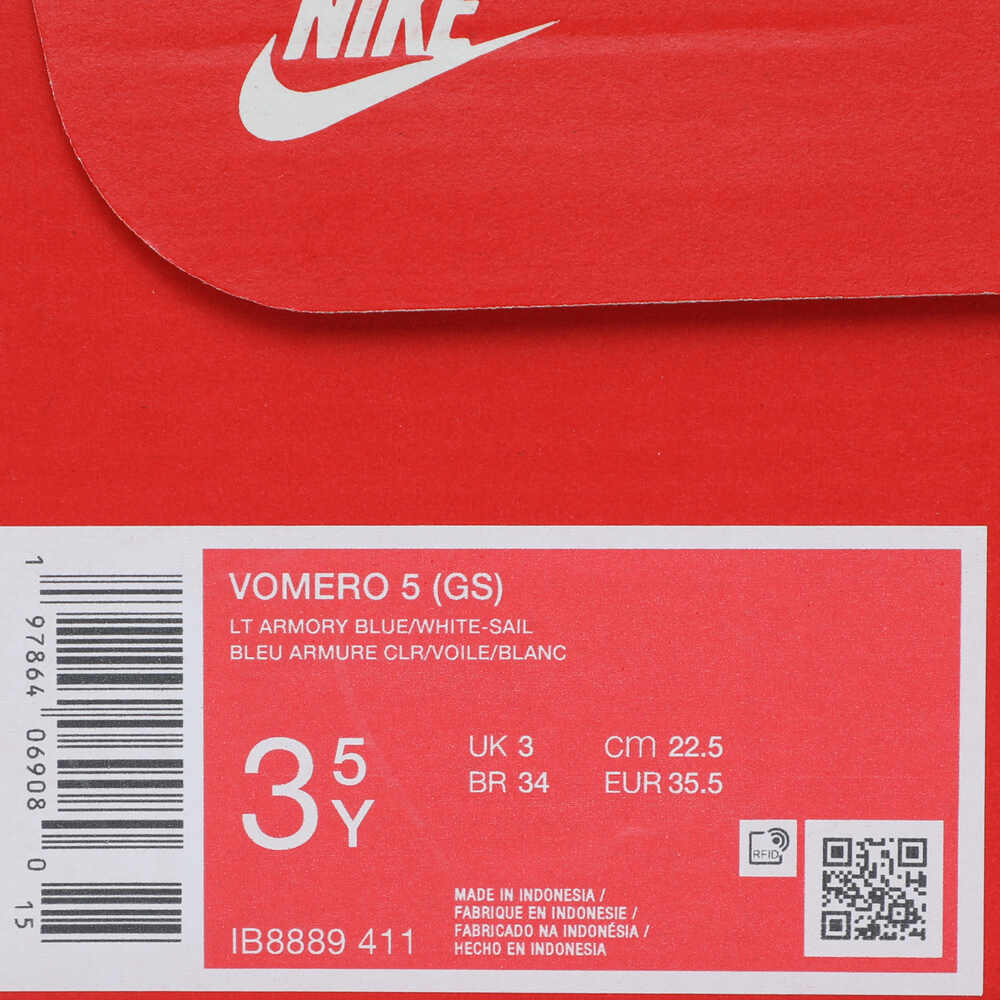 NIKE
VOMERO 5 (GS)
LT ARMORY BLUE/WHITE-SAIL
BLEU ARMURE CLR/VOILE/BLANC
3 5 Y
UK 3 cm 22.5
BR 34 EUR 35.5
RFID
MADE IN INDONESIA /
FABRIQUE EN INDONESIE /
FABRICADO NA INDONÉSIA /
HECHO EN INDONESIA
IB8889 411
1 97864 06908 0 15